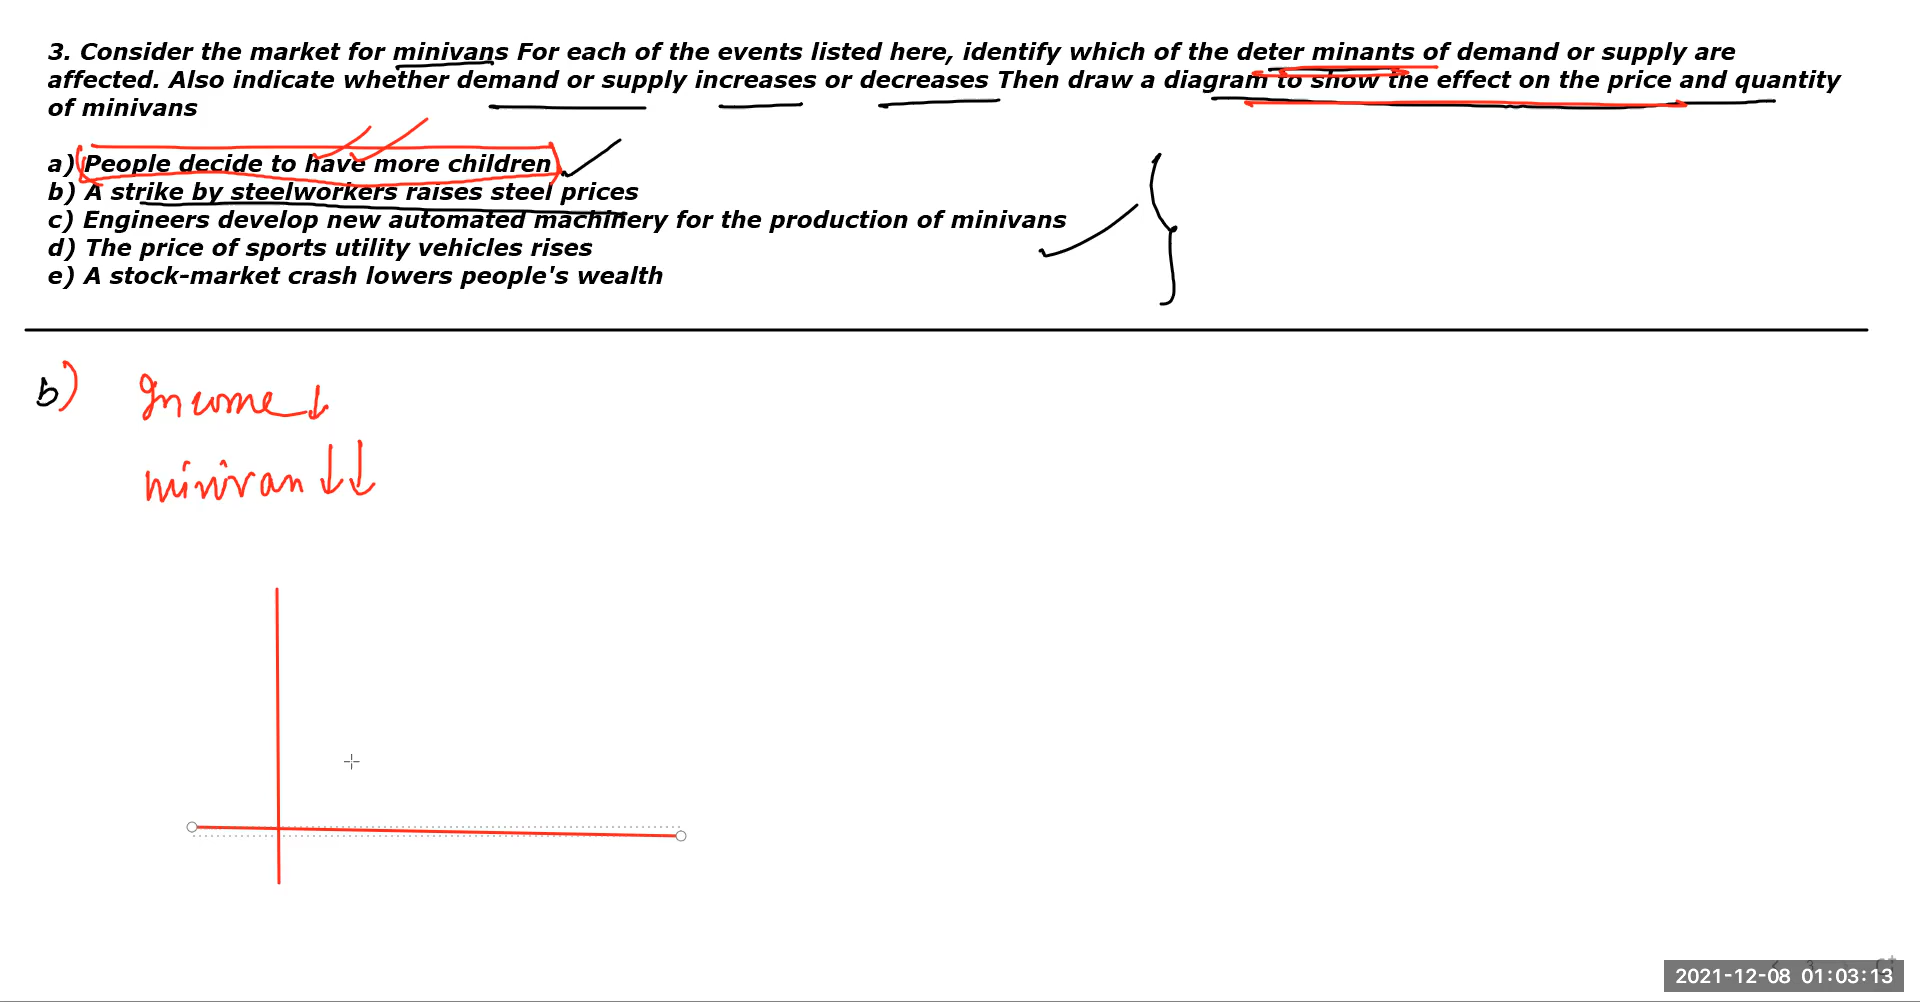 3. Consider the market for minivans For each of the events listed here, identify which of the deter minants of demand or supply are
affected. Also indicate whether demand or supply increases or decreases Then draw a diagram to show the effect on the price and quantity
of minivans
a) People decide to have more children
b) A strike by steelworkers raises steel prices
c) Engineers develop new automated machinery for the production of minivans
d) The price of sports utility vehicles rises
e) A stock-market crash lowers people's wealth
b) Income ↓
minivan ↓↓
2021-12-08 01:03:13